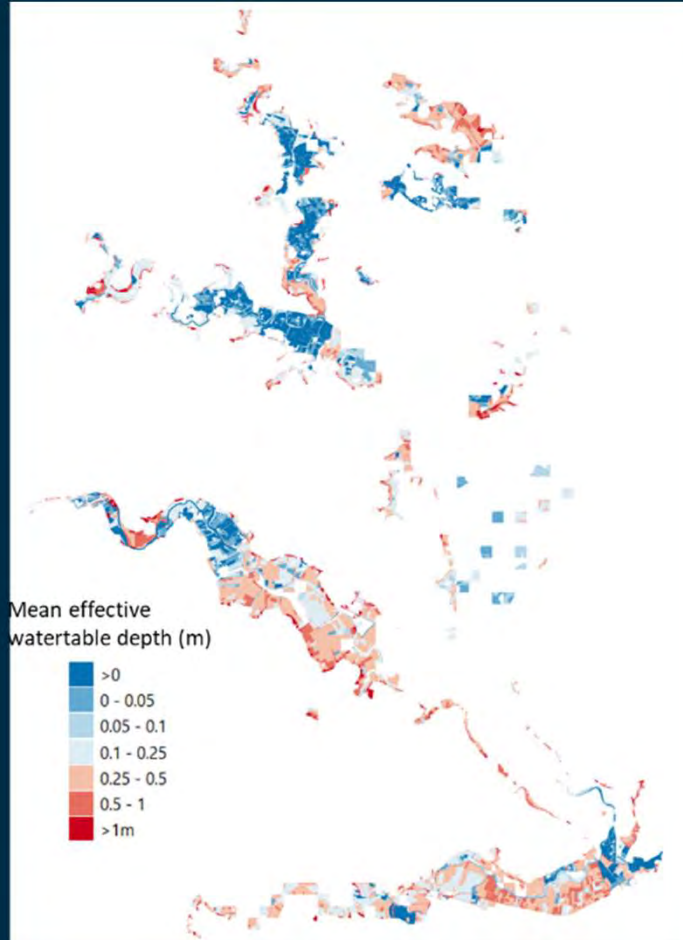 Mean effective
watertable depth (m)
>0
0 - 0.05
0.05 - 0.1
0.1 - 0.25
0.25 - 0.5
0.5 - 1
>1m